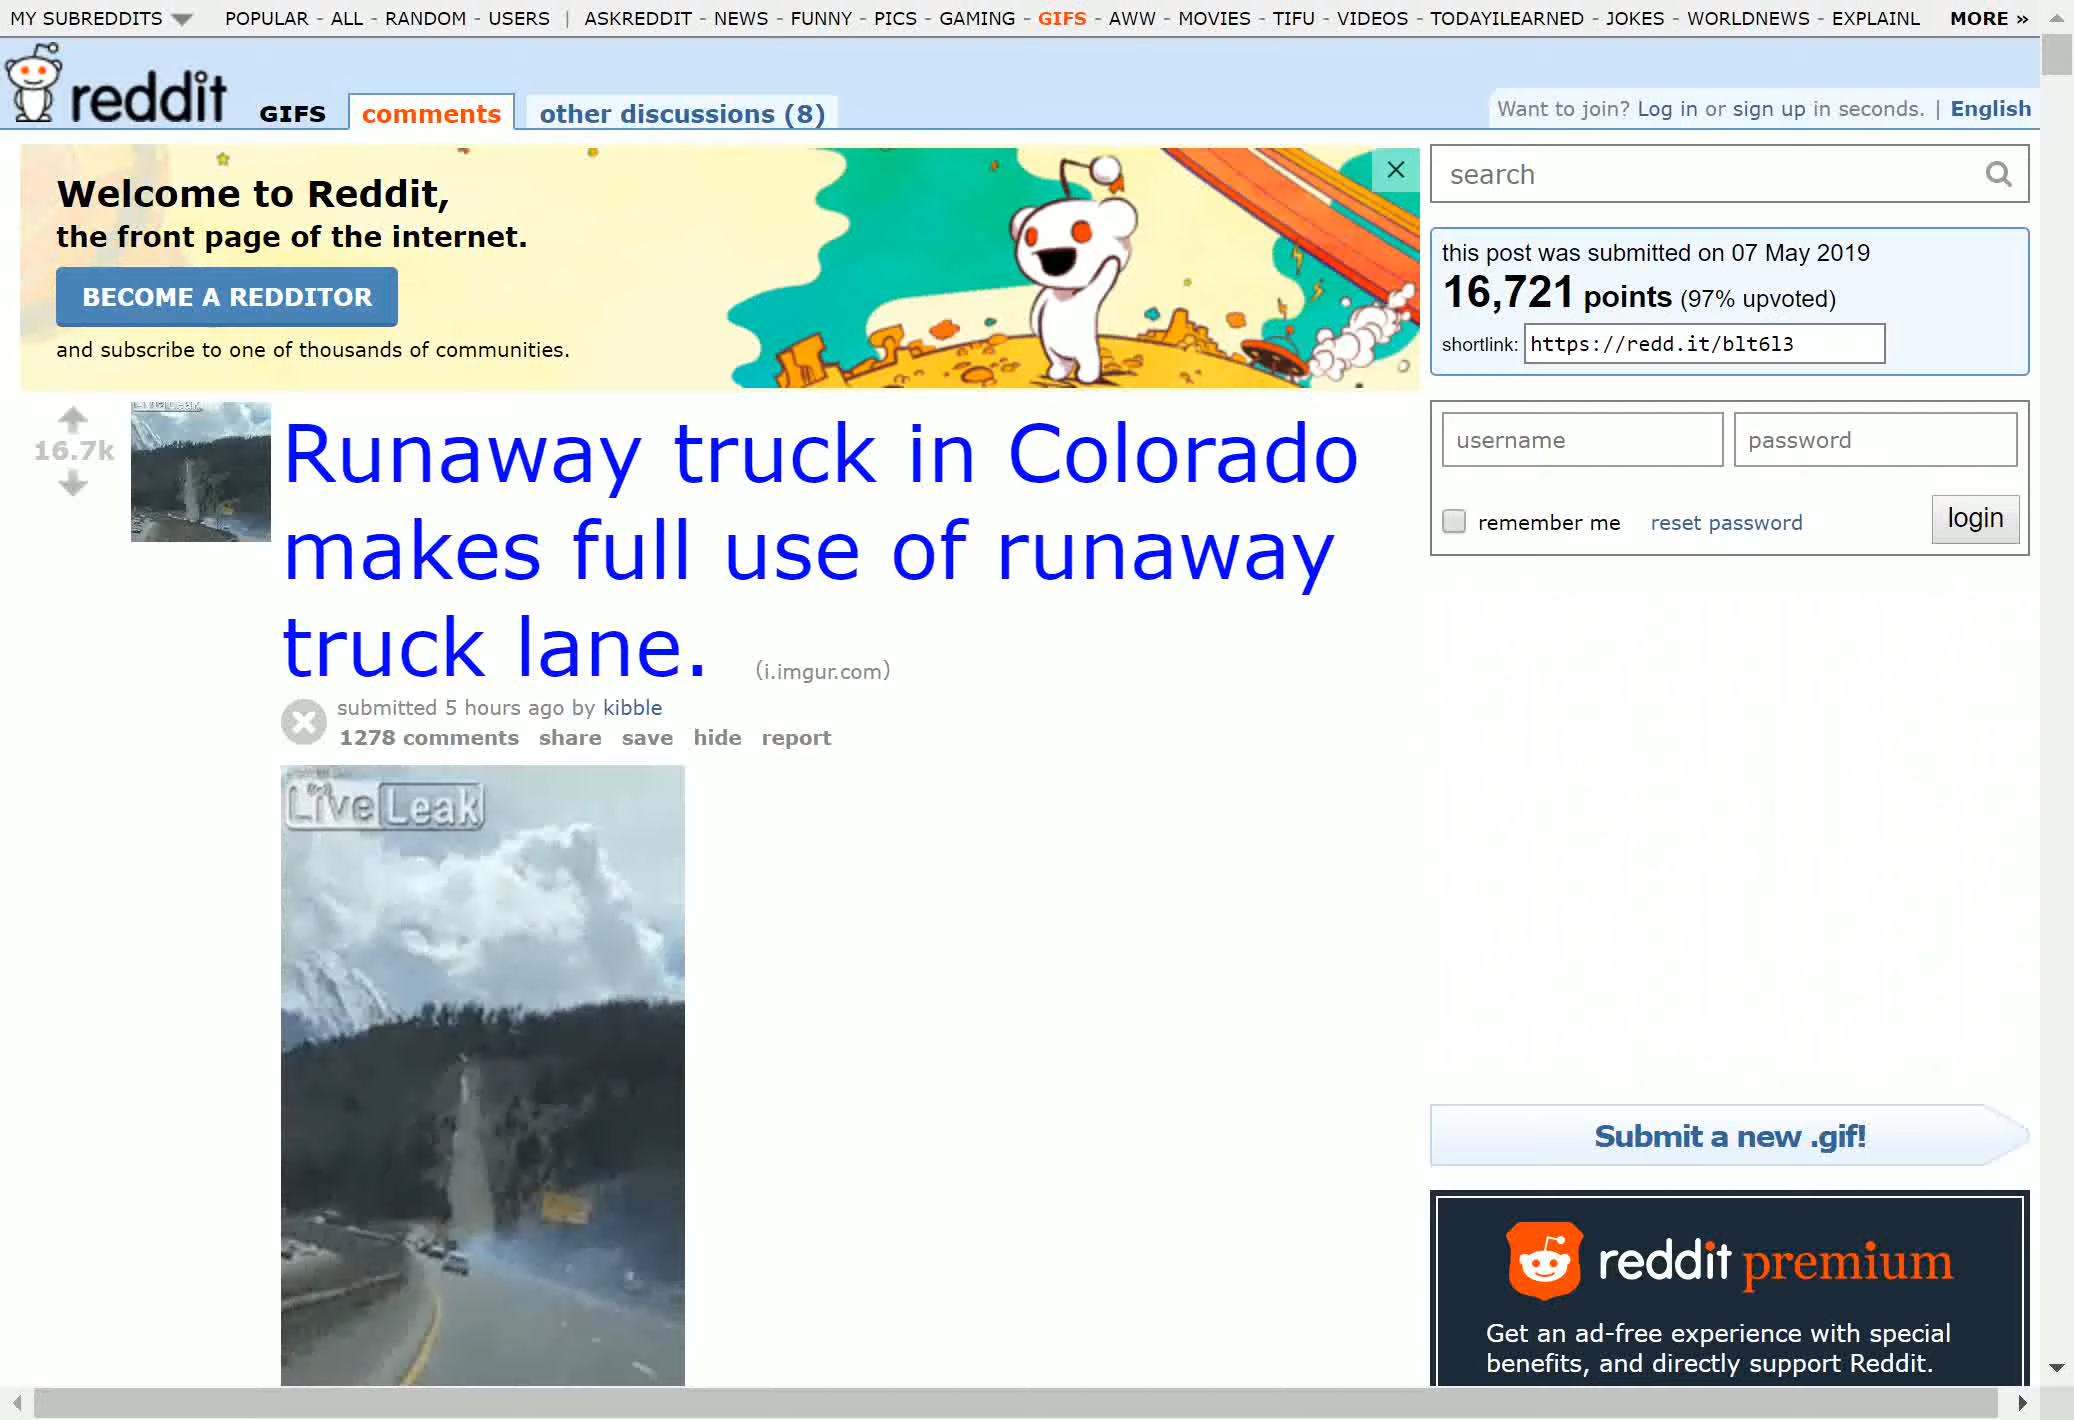 MY SUBREDDITS POPULAR - ALL - RANDOM - USERS | ASKREDDIT - NEWS - FUNNY - PICS - GAMING - GIFS - AWW - MOVIES - TIFU - VIDEOS - TODAYILEARNED - JOKES - WORLDNEWS - EXPLAINL MORE »
reddit GIFS comments other discussions (8)
Want to join? Log in or sign up in seconds. | English
Welcome to Reddit,
the front page of the internet.
BECOME A REDDITOR
and subscribe to one of thousands of communities.
search
this post was submitted on 07 May 2019
16,721 points (97% upvoted)
shortlink: https://redd.it/blt6l3
username password
remember me reset password login
16.7k
Runaway truck in Colorado
makes full use of runaway
truck lane. (i.imgur.com)
submitted 5 hours ago by kibble
1278 comments share save hide report
LiveLeak
Submit a new .gif!
reddit premium
Get an ad-free experience with special
benefits, and directly support Reddit.